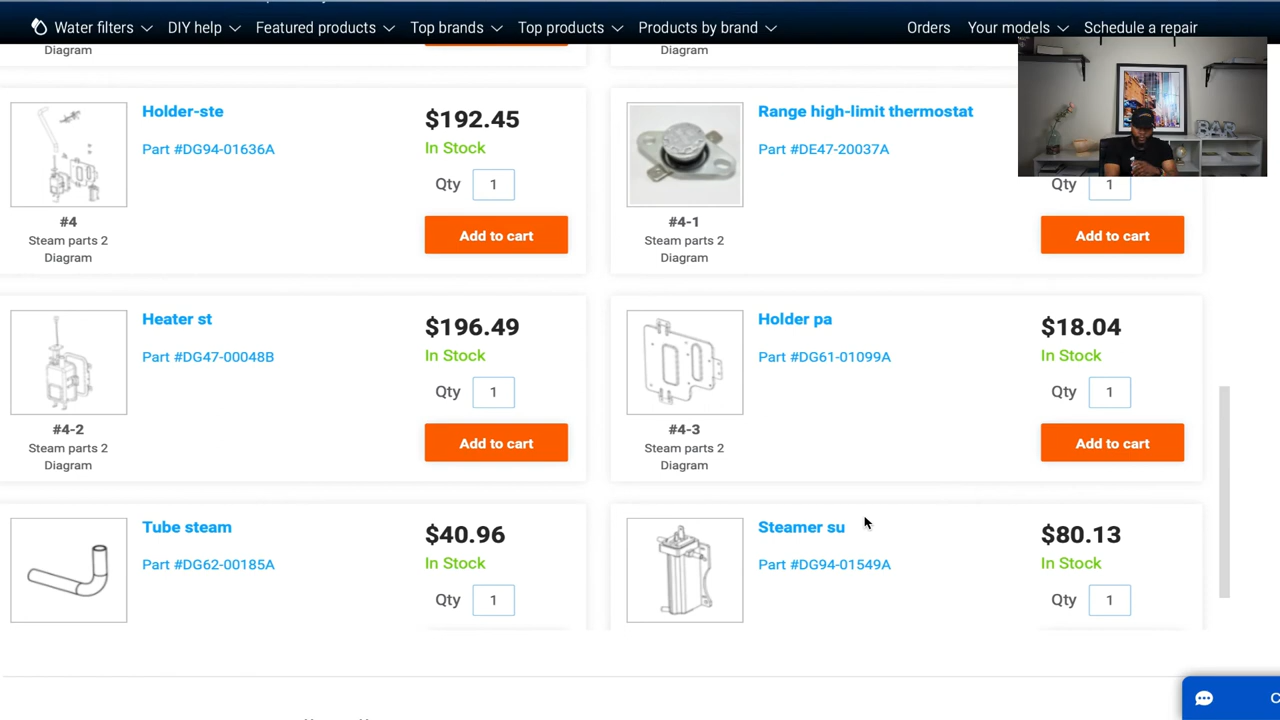 Water filters DIY help Featured products Top brands Top products Products by brand Orders Your models Schedule a repair
Diagram
Diagram
Holder-ste
Part #DG94-01636A
$192.45
In Stock
Qty 1
Add to cart
#4
Steam parts 2
Diagram
Range high-limit thermostat
Part #DE47-20037A
Qty 1
Add to cart
#4-1
Steam parts 2
Diagram
BAR
Heater st
Part #DG47-00048B
$196.49
In Stock
Qty 1
Add to cart
#4-2
Steam parts 2
Diagram
Holder pa
Part #DG61-01099A
$18.04
In Stock
Qty 1
Add to cart
#4-3
Steam parts 2
Diagram
Tube steam
Part #DG62-00185A
$40.96
In Stock
Qty 1
Steamer su
Part #DG94-01549A
$80.13
In Stock
Qty 1